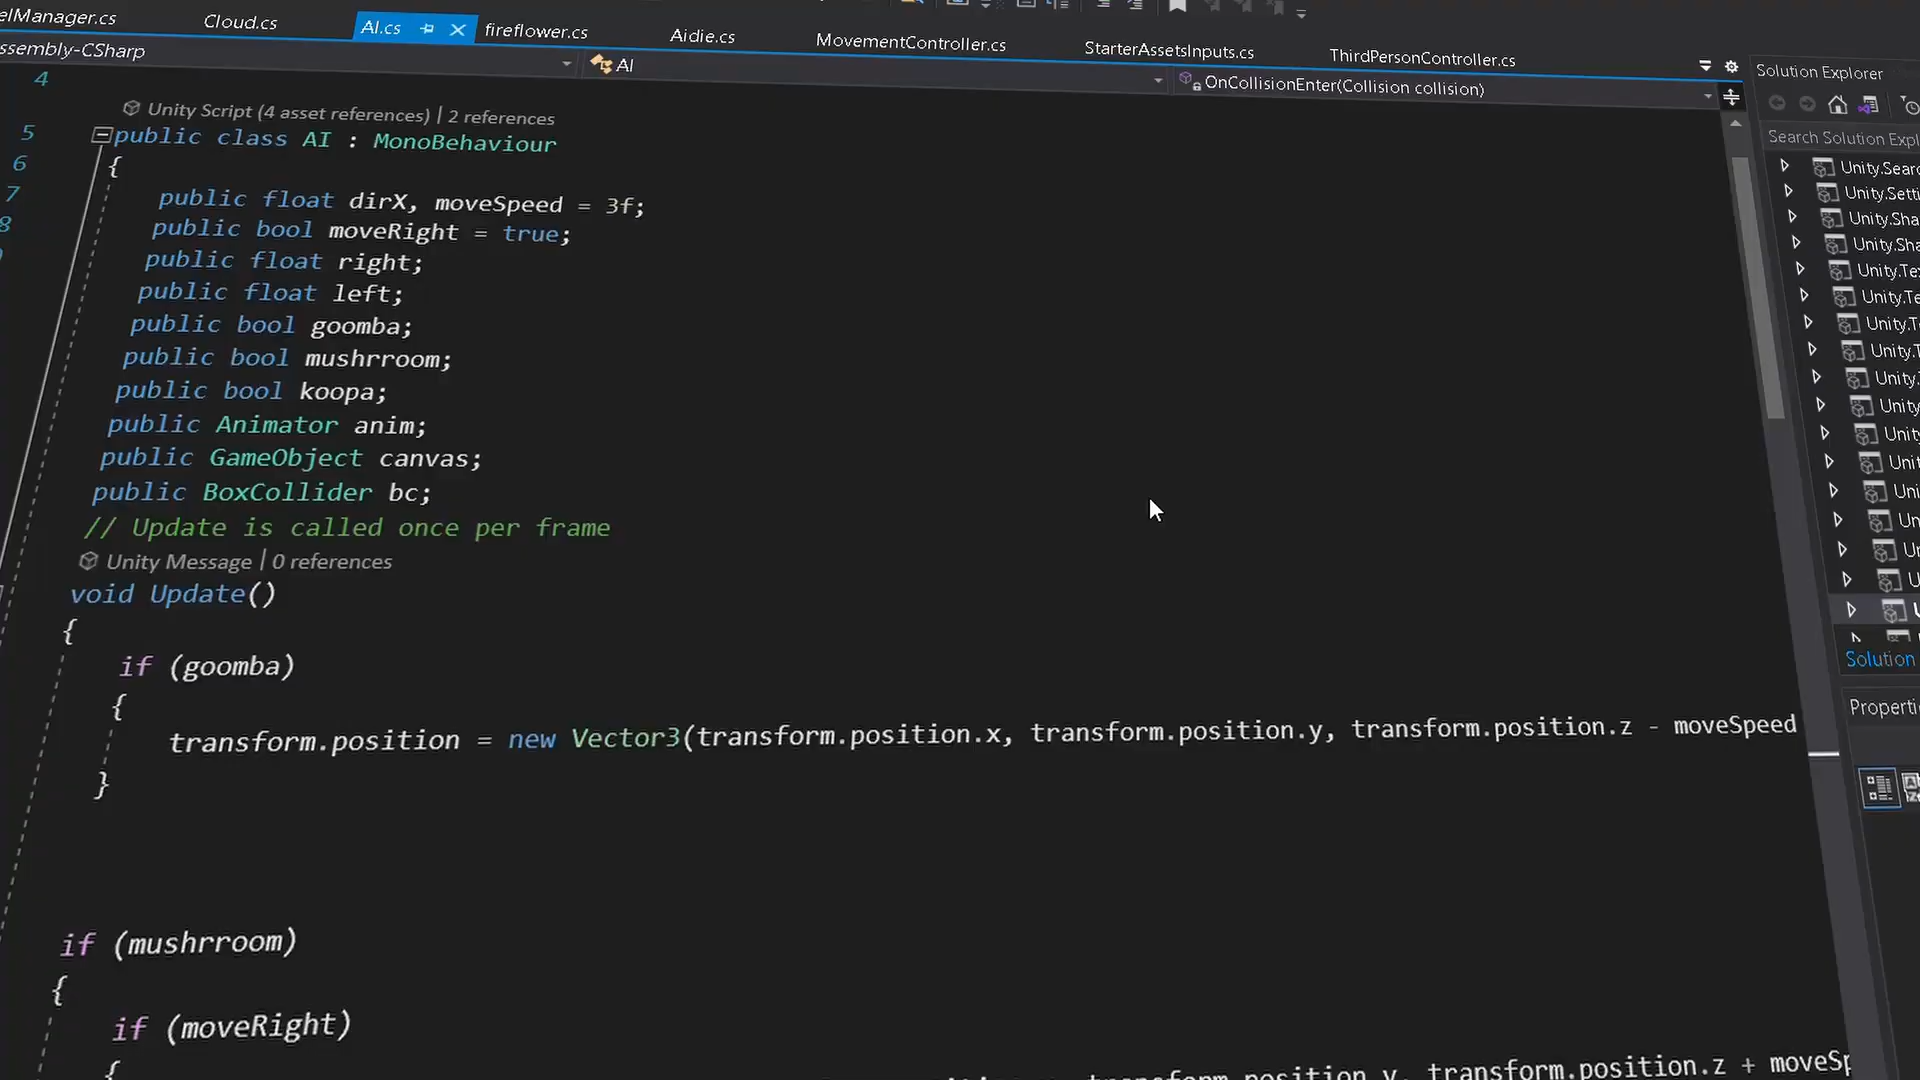 elManager.cs
Cloud.cs
AI.cs
fireflower.cs
Aidie.cs
MovementController.cs
StarterAssetsInputs.cs
ThirdPersonController.cs
ssembly-CSharp
AI
OnCollisionEnter(Collision collision)
Solution Explorer
Search Solution Expl
4
Unity Script (4 asset references) | 2 references
5 public class AI : MonoBehaviour
6 {
7 public float dirX, moveSpeed = 3f;
8 public bool moveRight = true;
public float right;
public float left;
public bool goomba;
public bool mushrroom;
public bool koopa;
public Animator anim;
public GameObject canvas;
public BoxCollider bc;
// Update is called once per frame
Unity Message | 0 references
void Update()
{
if (goomba)
{
transform.position = new Vector3(transform.position.x, transform.position.y, transform.position.z - moveSpeed
}
if (mushrroom)
{
if (moveRight)
{
transform.position.y, transform.position.z + moveSp
Unity.Searc
Unity.Setti
Unity.Sha
Unity.Sha
Unity.Te
Unity.Te
Unity.T
Unity.T
Unity.
Unity
Unity
Unit
Uni
Un
Un
U
U
Solution
Properti